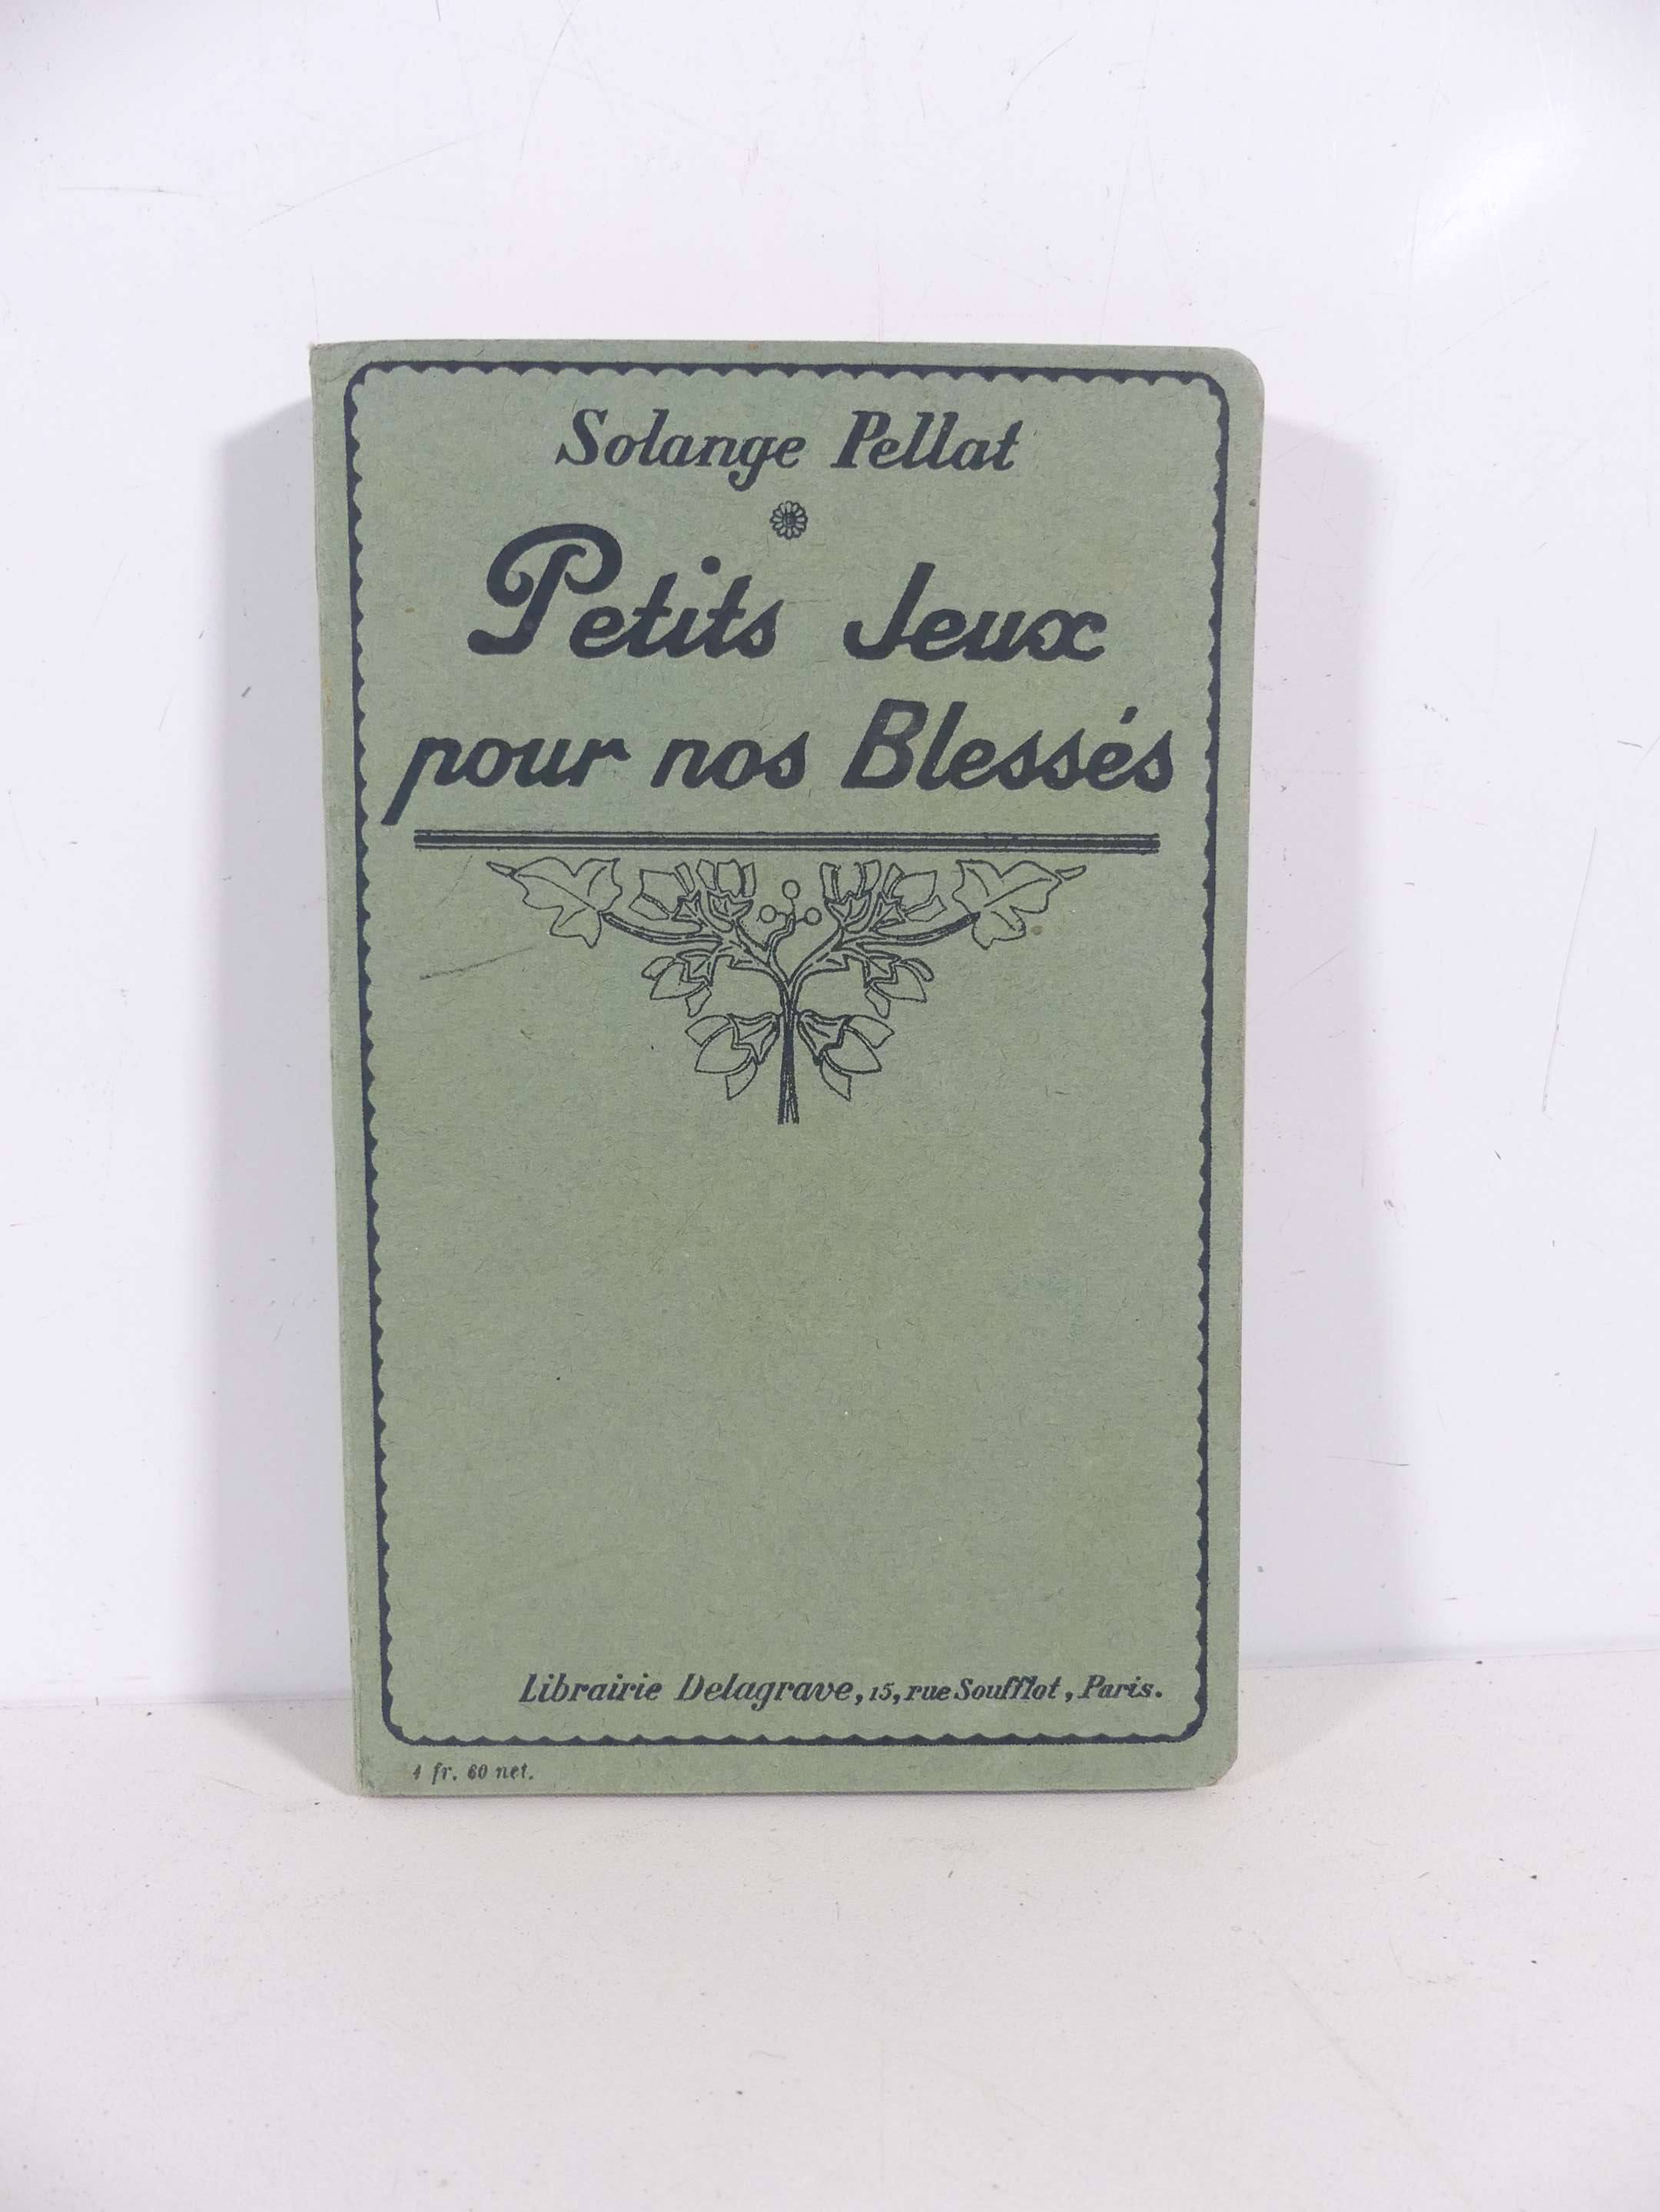 Solange Pellat
Petits Jeux
pour nos Blessés
Librairie Delagrave, 15, rue Soufflot, Paris.
1 fr. 60 net.